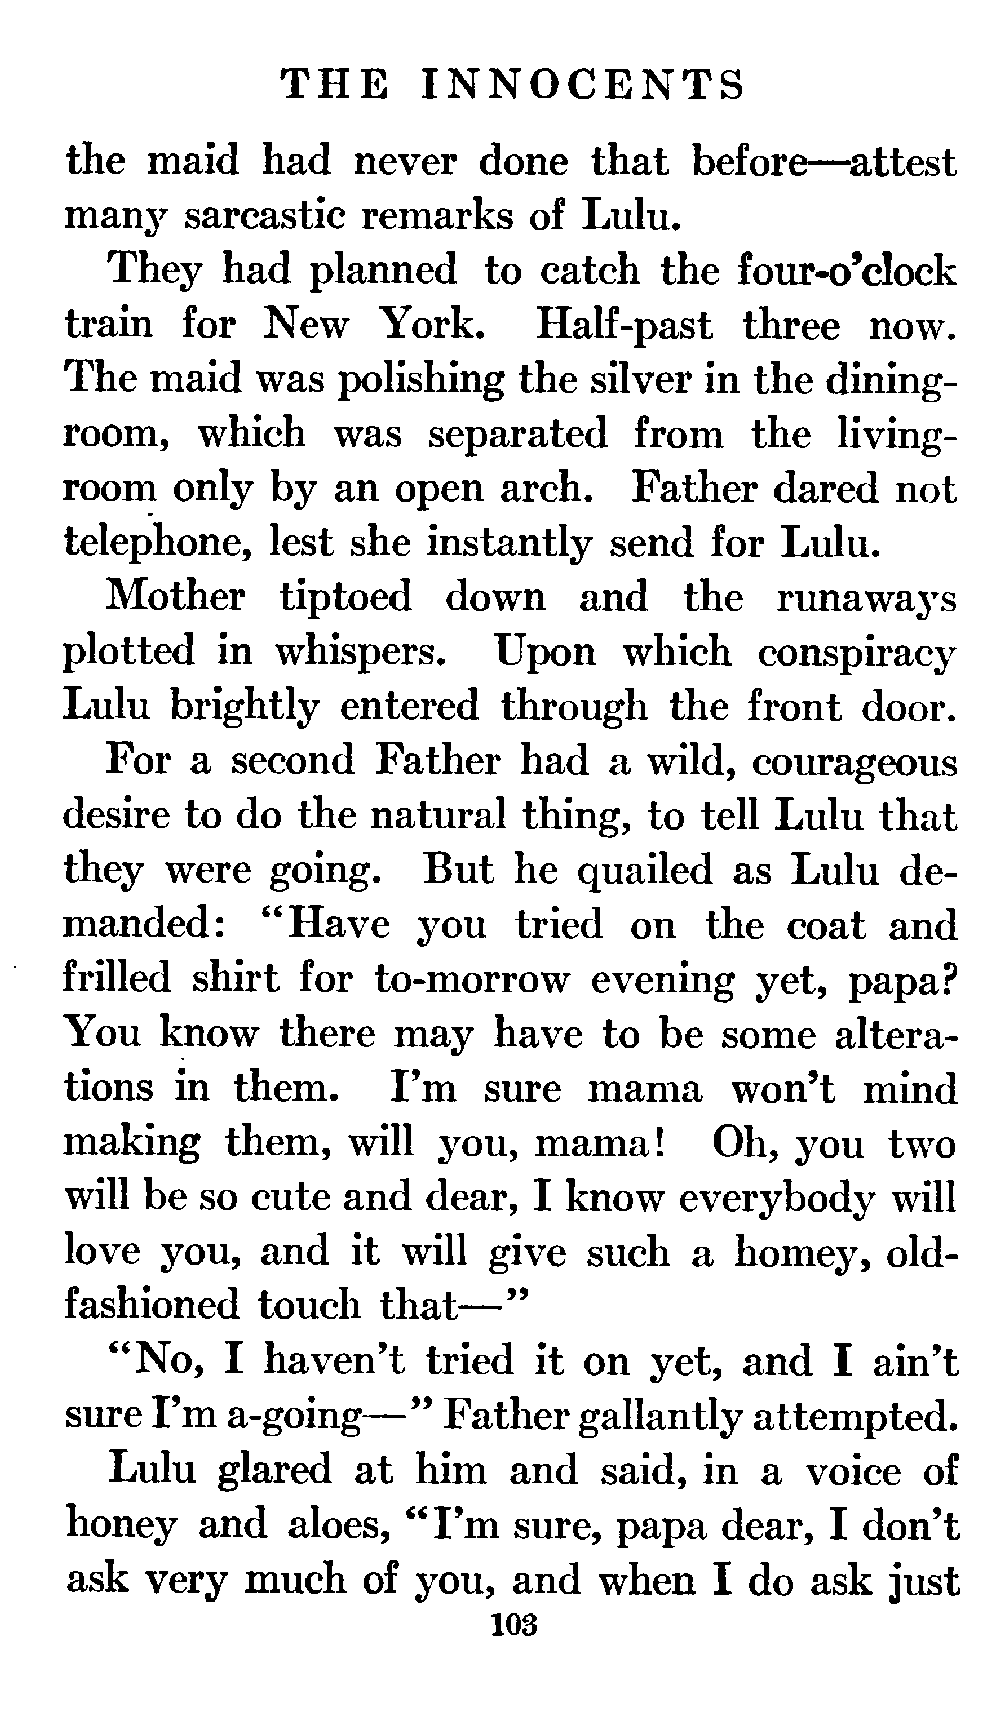 THE INNOCENTS
the maid had never done that before—attest
many sarcastic remarks of Lulu.
They had planned to catch the four-o'clock
train for New York. Half-past three now.
The maid was polishing the silver in the dining-
room, which was separated from the living-
room only by an open arch. Father dared not
telephone, lest she instantly send for Lulu.
Mother tiptoed down and the runaways
plotted in whispers. Upon which conspiracy
Lulu brightly entered through the front door.
For a second Father had a wild, courageous
desire to do the natural thing, to tell Lulu that
they were going. But he quailed as Lulu de-
manded: “Have you tried on the coat and
frilled shirt for to-morrow evening yet, papa?
You know there may have to be some altera-
tions in them. I'm sure mama won't mind
making them, will you, mama! Oh, you two
will be so cute and dear, I know everybody will
love you, and it will give such a homey, old-
fashioned touch that—”
“No, I haven't tried it on yet, and I ain't
sure I'm a-going—” Father gallantly attempted.
Lulu glared at him and said, in a voice of
honey and aloes, “I'm sure, papa dear, I don't
ask very much of you, and when I do ask just
103